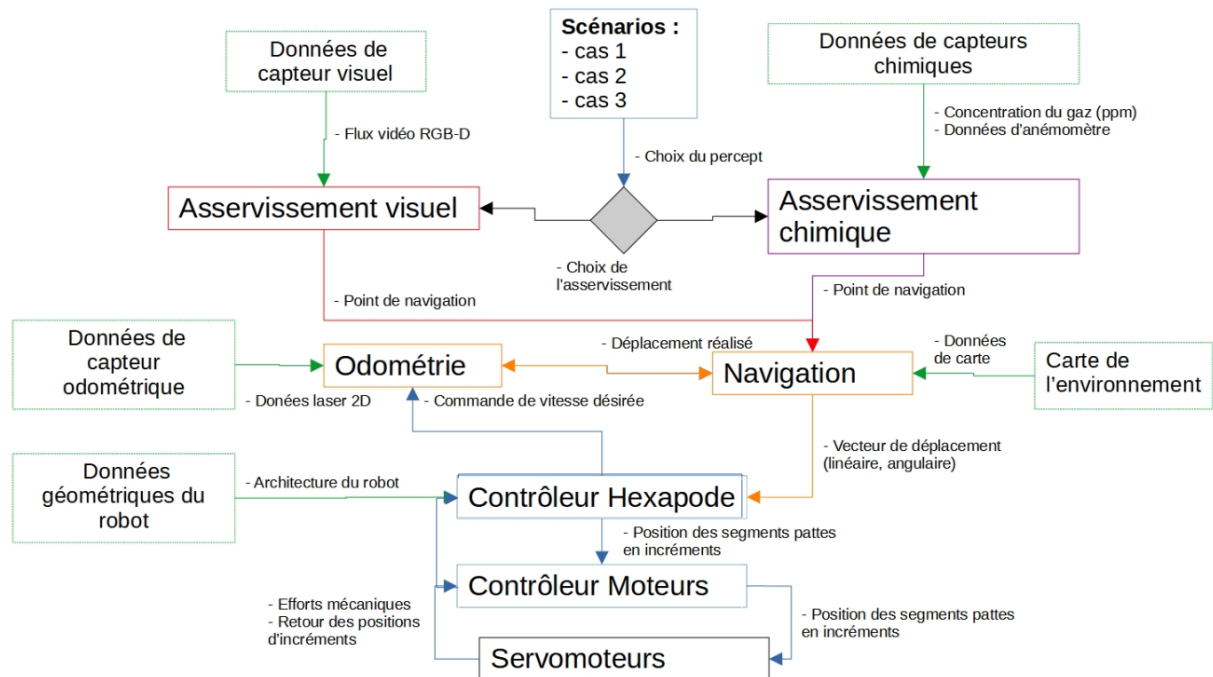 Scénarios :
- cas 1
- cas 2
- cas 3
Données de
capteur visuel
Données de capteurs
chimiques
- Flux vidéo RGB-D
- Concentration du gaz (ppm)
- Données d'anémomètre
- Choix du percept
Asservissement visuel
Asservissement
chimique
- Choix de
l'asservissement
- Point de navigation
- Point de navigation
Données de
capteur
odométrique
Odométrie
- Déplacement réalisé
Navigation
- Données
de carte
Carte de
l'environnement
- Donées laser 2D
- Commande de vitesse désirée
- Vecteur de déplacement
(linéaire, angulaire)
Données
géométriques du
robot
- Architecture du robot
Contrôleur Hexapode
- Position des segments pattes
en incréments
Contrôleur Moteurs
- Efforts mécaniques
- Retour des positions
d'incréments
- Position des segments pattes
en incréments
Servomoteurs